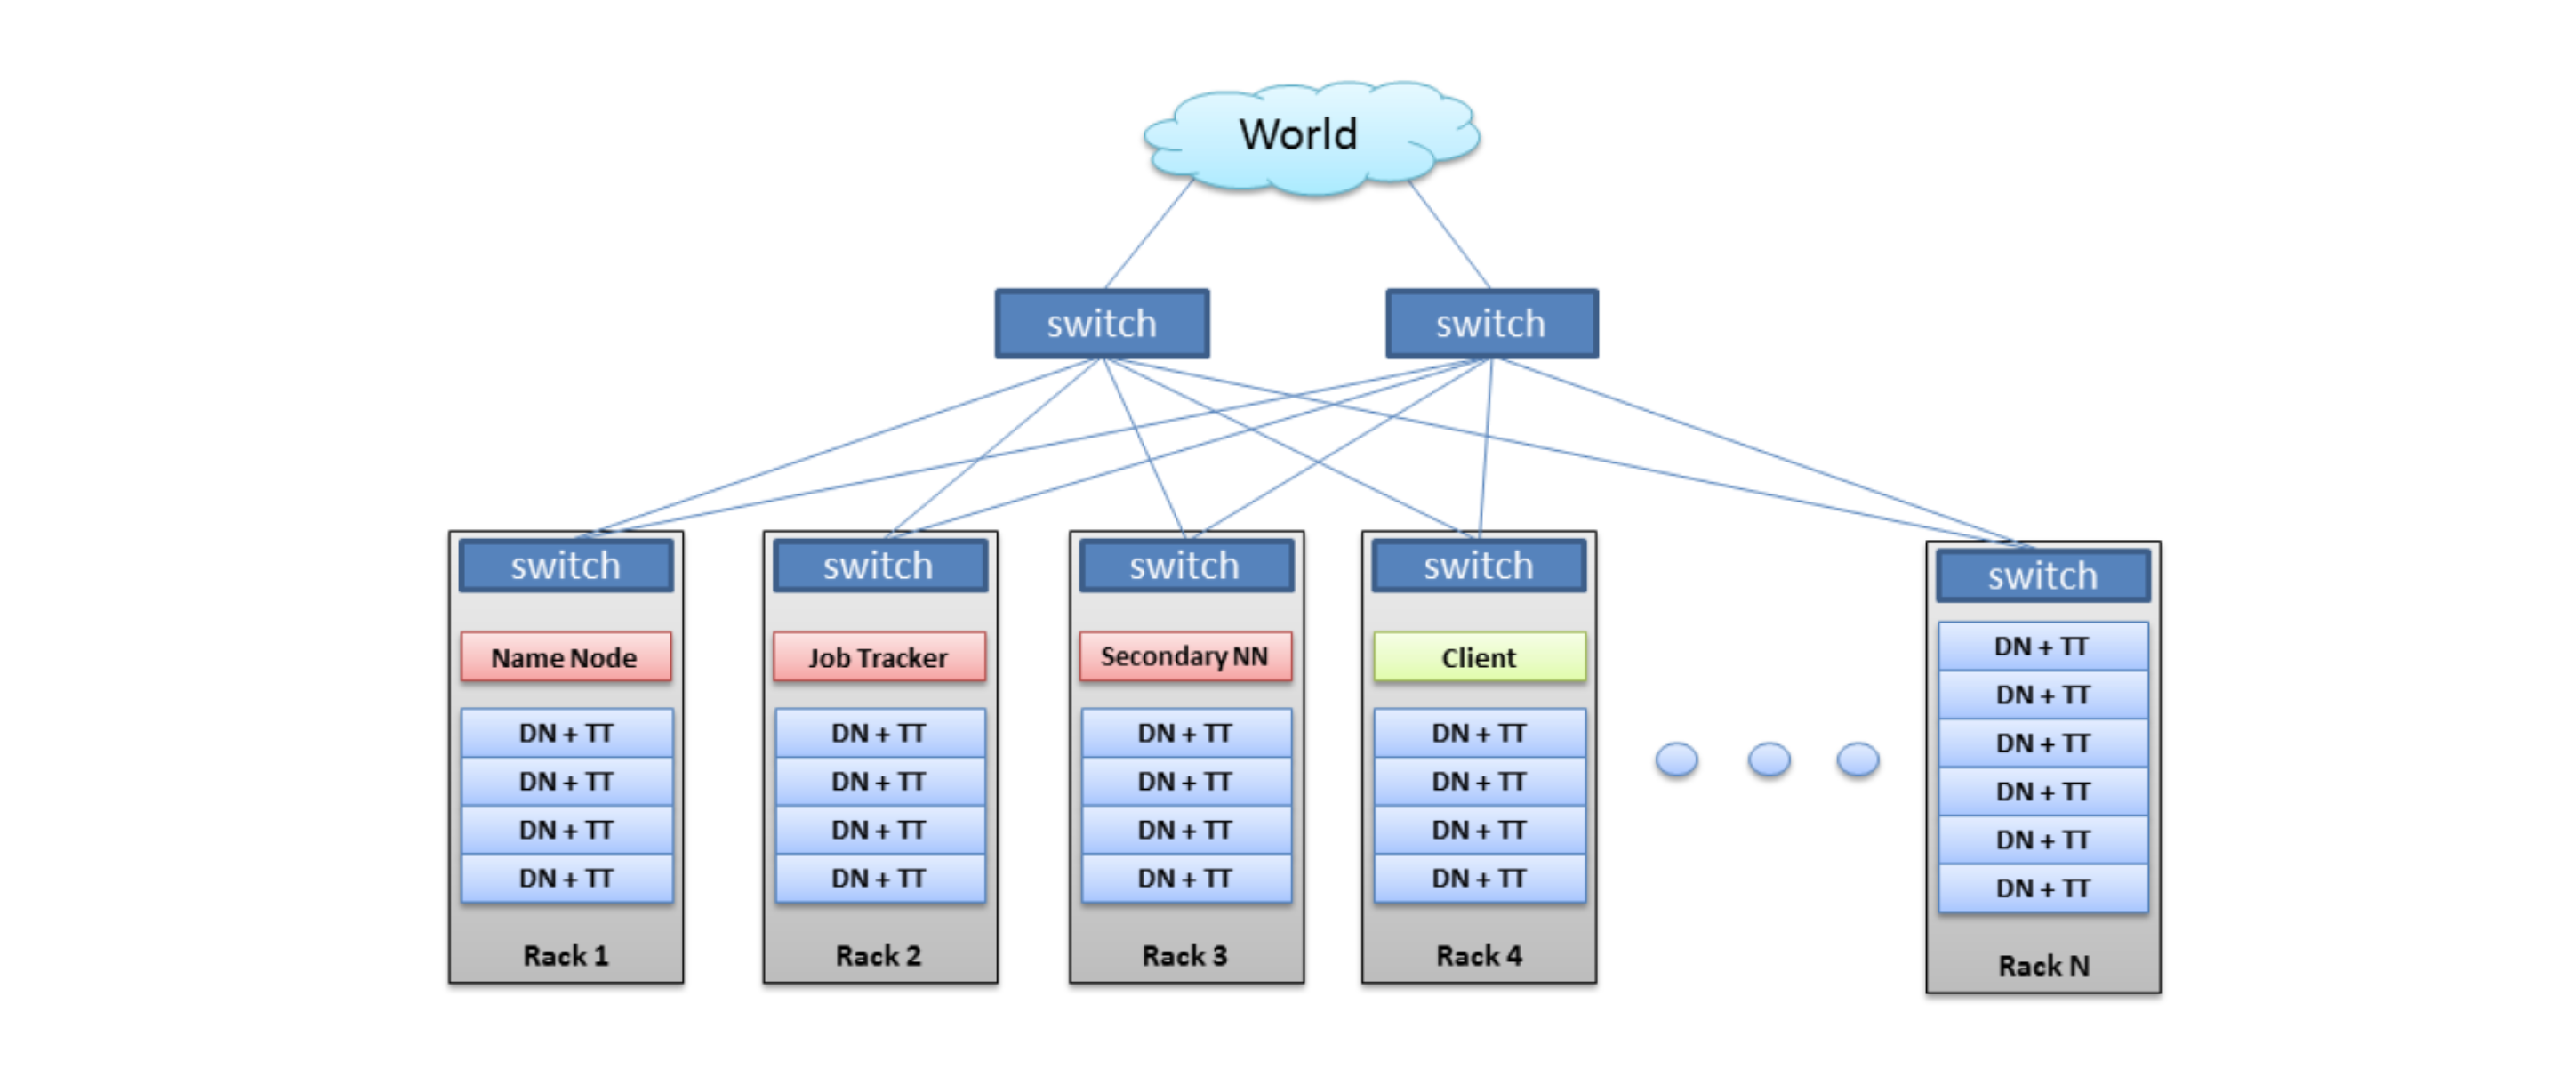 World
switch
switch
switch
switch
switch
switch
switch
Name Node
Job Tracker
Secondary NN
Client
DN + TT
DN + TT
DN + TT
DN + TT
Rack 1
DN + TT
DN + TT
DN + TT
DN + TT
Rack 2
DN + TT
DN + TT
DN + TT
DN + TT
Rack 3
DN + TT
DN + TT
DN + TT
DN + TT
Rack 4
DN + TT
DN + TT
DN + TT
DN + TT
DN + TT
DN + TT
Rack N